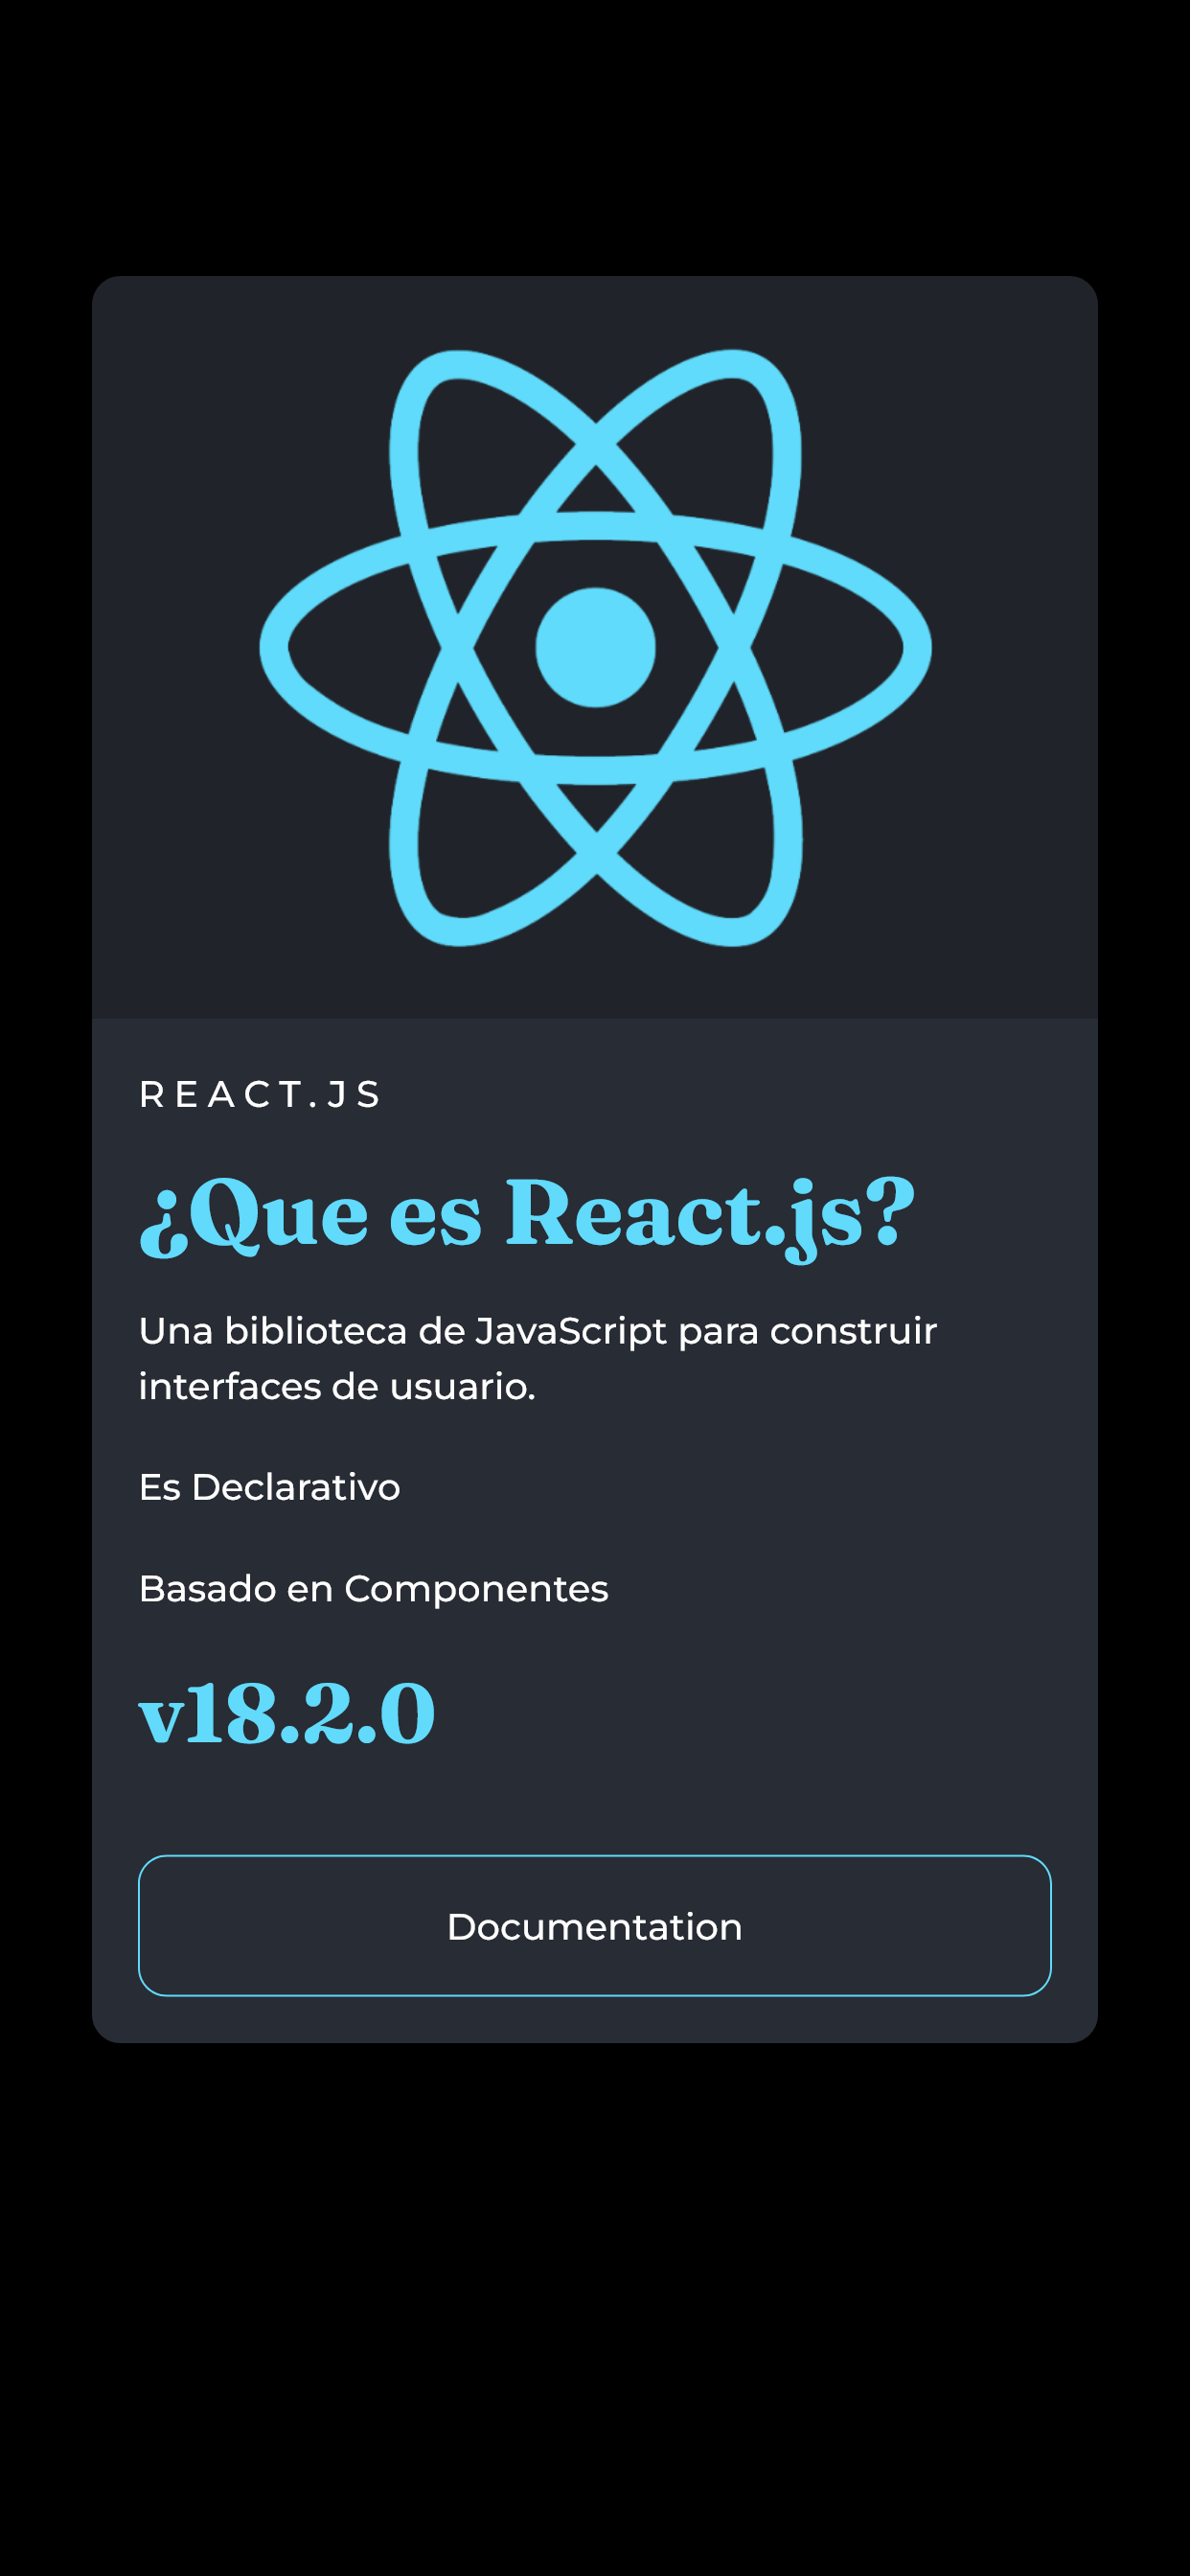 REACT.JS
¿Que es React.js?
Una biblioteca de JavaScript para construir
interfaces de usuario.
Es Declarativo
Basado en Componentes
v18.2.0
Documentation